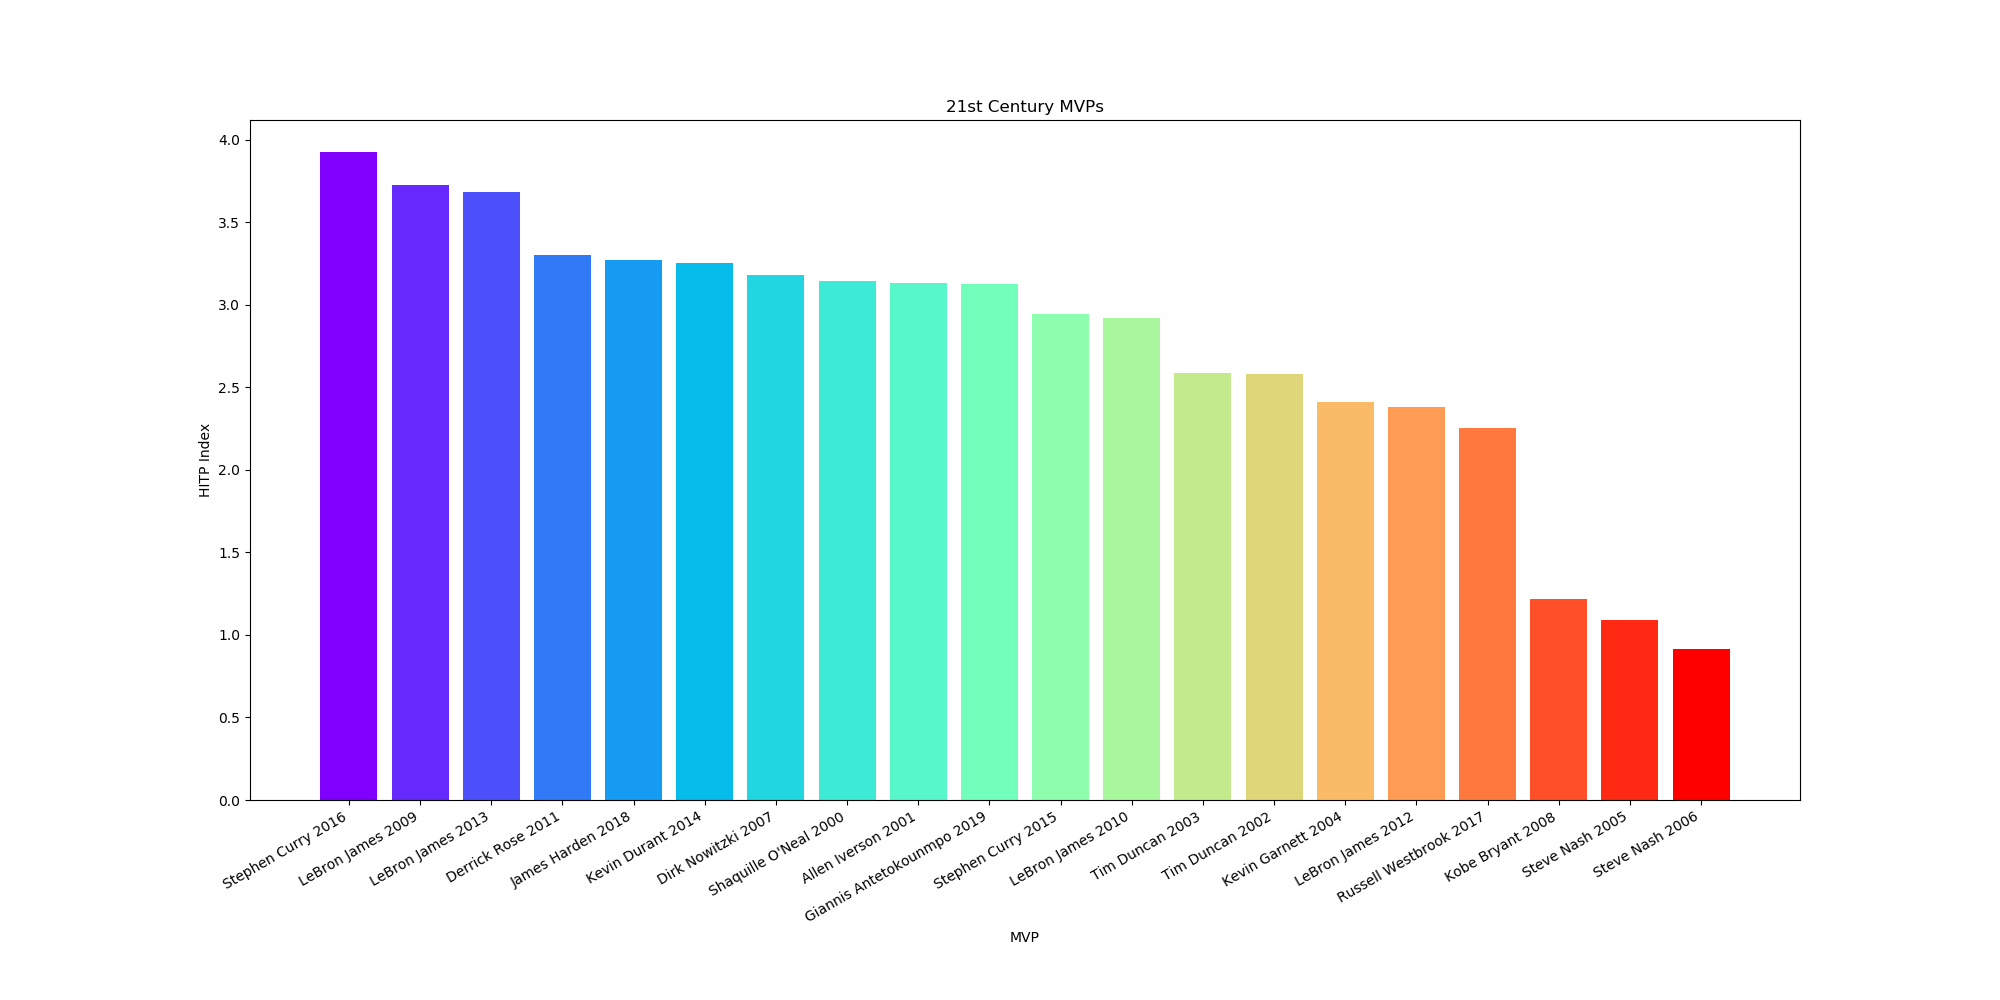 21st Century MVPs
HITP Index
4.0
3.5
3.0
2.5
2.0
1.5
1.0
0.5
0.0
Stephen Curry 2016
LeBron James 2009
LeBron James 2013
Derrick Rose 2011
James Harden 2018
Kevin Durant 2014
Dirk Nowitzki 2007
Shaquille O'Neal 2000
Allen Iverson 2001
Giannis Antetokounmpo 2019
Stephen Curry 2015
LeBron James 2010
Tim Duncan 2003
Tim Duncan 2002
Kevin Garnett 2004
LeBron James 2012
Russell Westbrook 2017
Kobe Bryant 2008
Steve Nash 2005
Steve Nash 2006
MVP